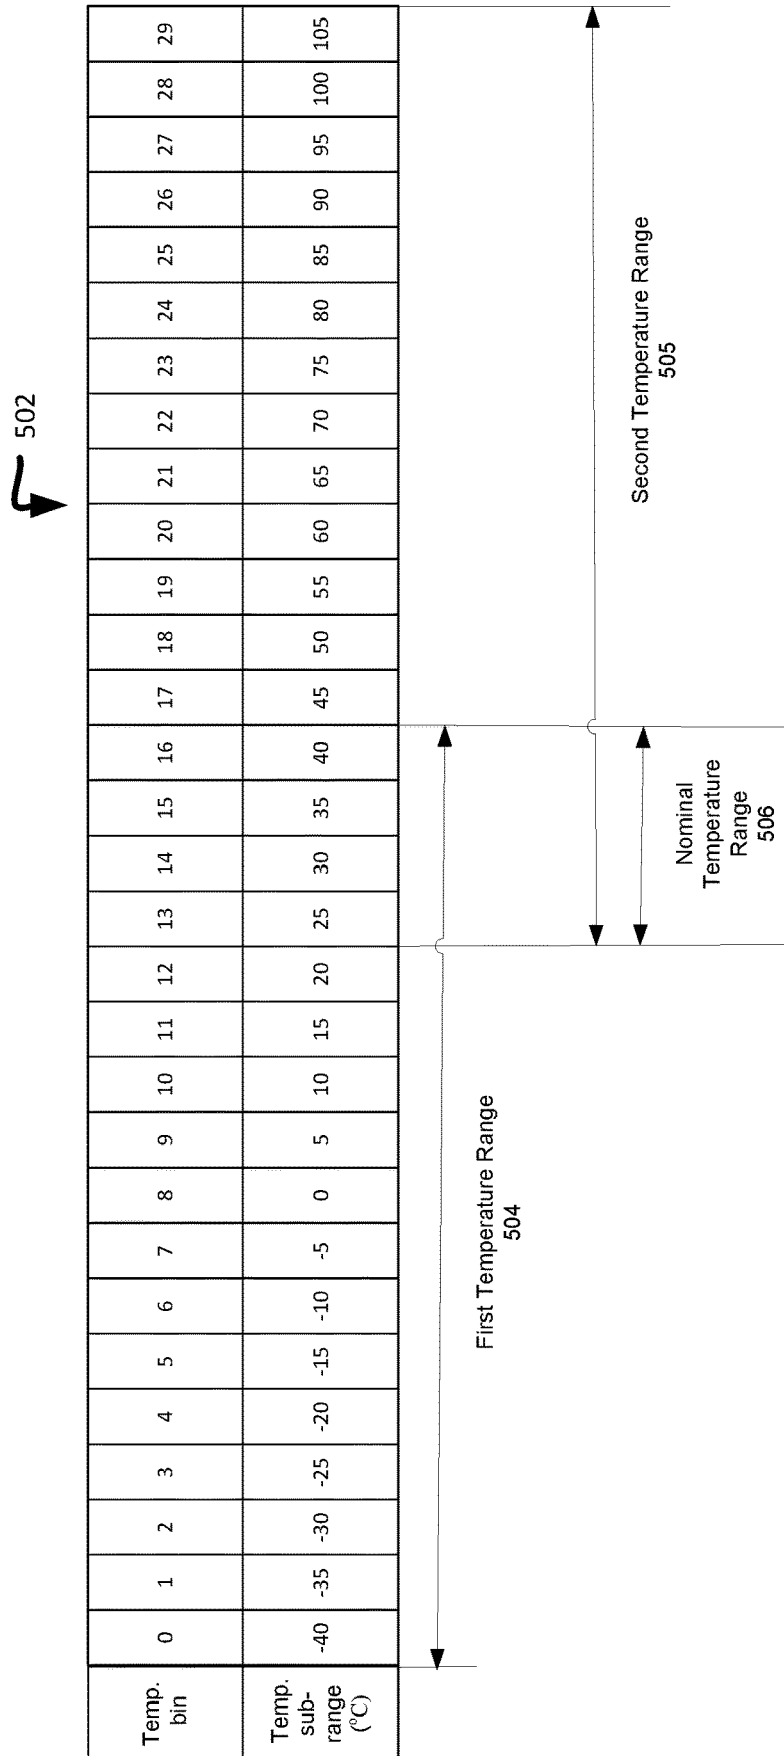 502
Temp. bin 0 1 2 3 4 5 6 7 8 9 10 11 12 13 14 15 16 17 18 19 20 21 22 23 24 25 26 27 28 29
Temp. sub-range (°C) -40 -35 -30 -25 -20 -15 -10 -5 0 5 10 15 20 25 30 35 40 45 50 55 60 65 70 75 80 85 90 95 100 105
First Temperature Range
504
Second Temperature Range
505
Nominal
Temperature
Range
506